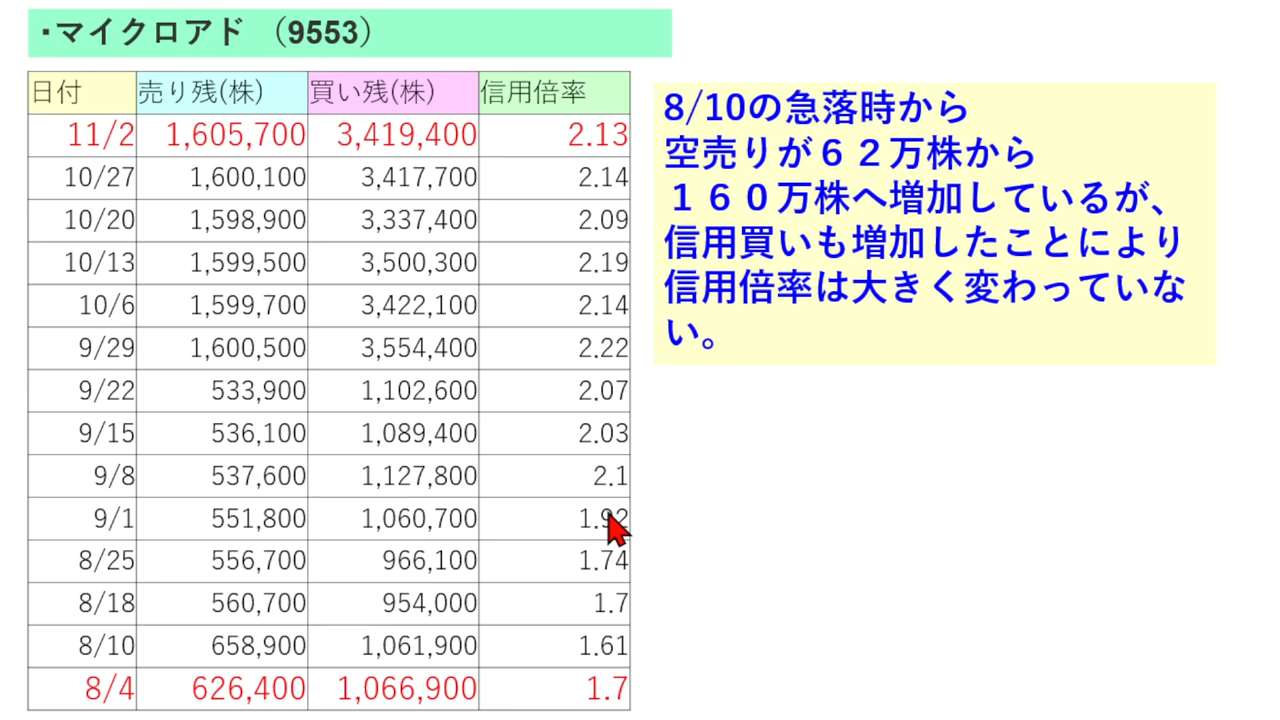 ・マイクロアド （9553）
日付 売り残(株) 買い残(株) 信用倍率
11/2 1,605,700 3,419,400 2.13
10/27 1,600,100 3,417,700 2.14
10/20 1,598,900 3,337,400 2.09
10/13 1,599,500 3,500,300 2.19
10/6 1,599,700 3,422,100 2.14
9/29 1,600,500 3,554,400 2.22
9/22 533,900 1,102,600 2.07
9/15 536,100 1,089,400 2.03
9/8 537,600 1,127,800 2.1
9/1 551,800 1,060,700 1.92
8/25 556,700 966,100 1.74
8/18 560,700 954,000 1.7
8/10 658,900 1,061,900 1.61
8/4 626,400 1,066,900 1.7
8/10の急落時から
空売りが６２万株から
１６０万株へ増加しているが、
信用買いも増加したことにより
信用倍率は大きく変わっていな
い。